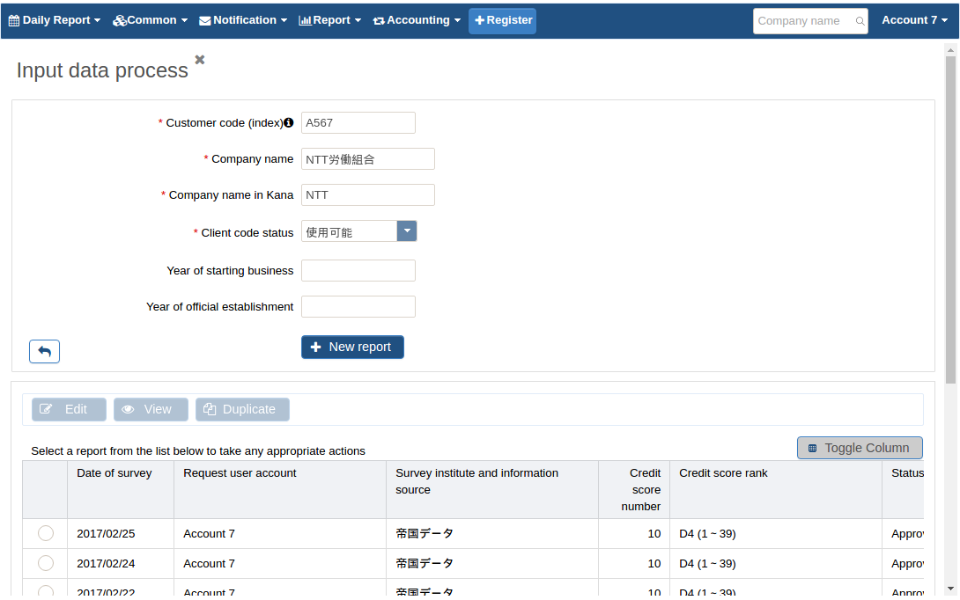 Daily Report Common Notification Report Accounting Register Company name Account 7
Input data process
* Customer code (index) A567
* Company name NTT労働組合
* Company name in Kana NTT
* Client code status 使用可能
Year of starting business
Year of official establishment
New report
Edit View Duplicate
Select a report from the list below to take any appropriate actions
Toggle Column
Date of survey Request user account Survey institute and information source Credit score number Credit score rank Status
2017/02/25 Account 7 帝国データ 10 D4 (1 ~ 39) Approv
2017/02/24 Account 7 帝国データ 10 D4 (1 ~ 39) Approv
2017/02/22 Account 7 帝国データ 10 D4 (1 ~ 39) Approv